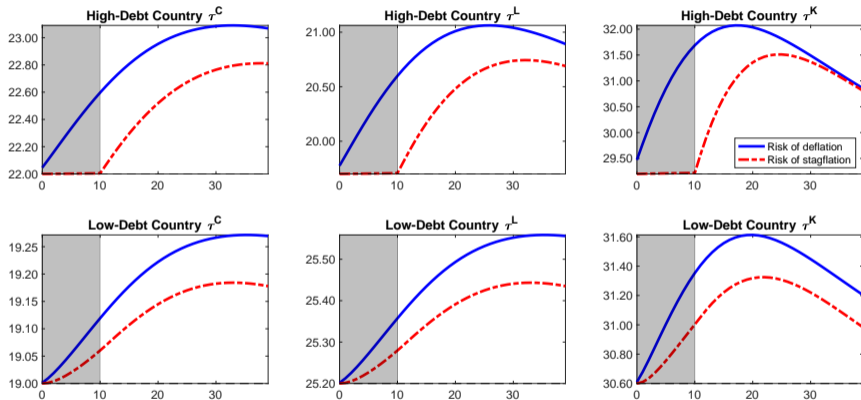 High-Debt Country τ^C
23.00
22.80
22.60
22.40
22.20
22.00
0 10 20 30
High-Debt Country τ^L
21.00
20.50
20.00
0 10 20 30
High-Debt Country τ^K
32.00
31.50
31.00
30.50
30.00
29.50
0 10 20 30
Risk of deflation
Risk of stagflation
Low-Debt Country τ^C
19.25
19.20
19.15
19.10
19.05
19.00
0 10 20 30
Low-Debt Country τ^L
25.50
25.40
25.30
25.20
0 10 20 30
Low-Debt Country τ^K
31.60
31.40
31.20
31.00
30.80
30.60
0 10 20 30